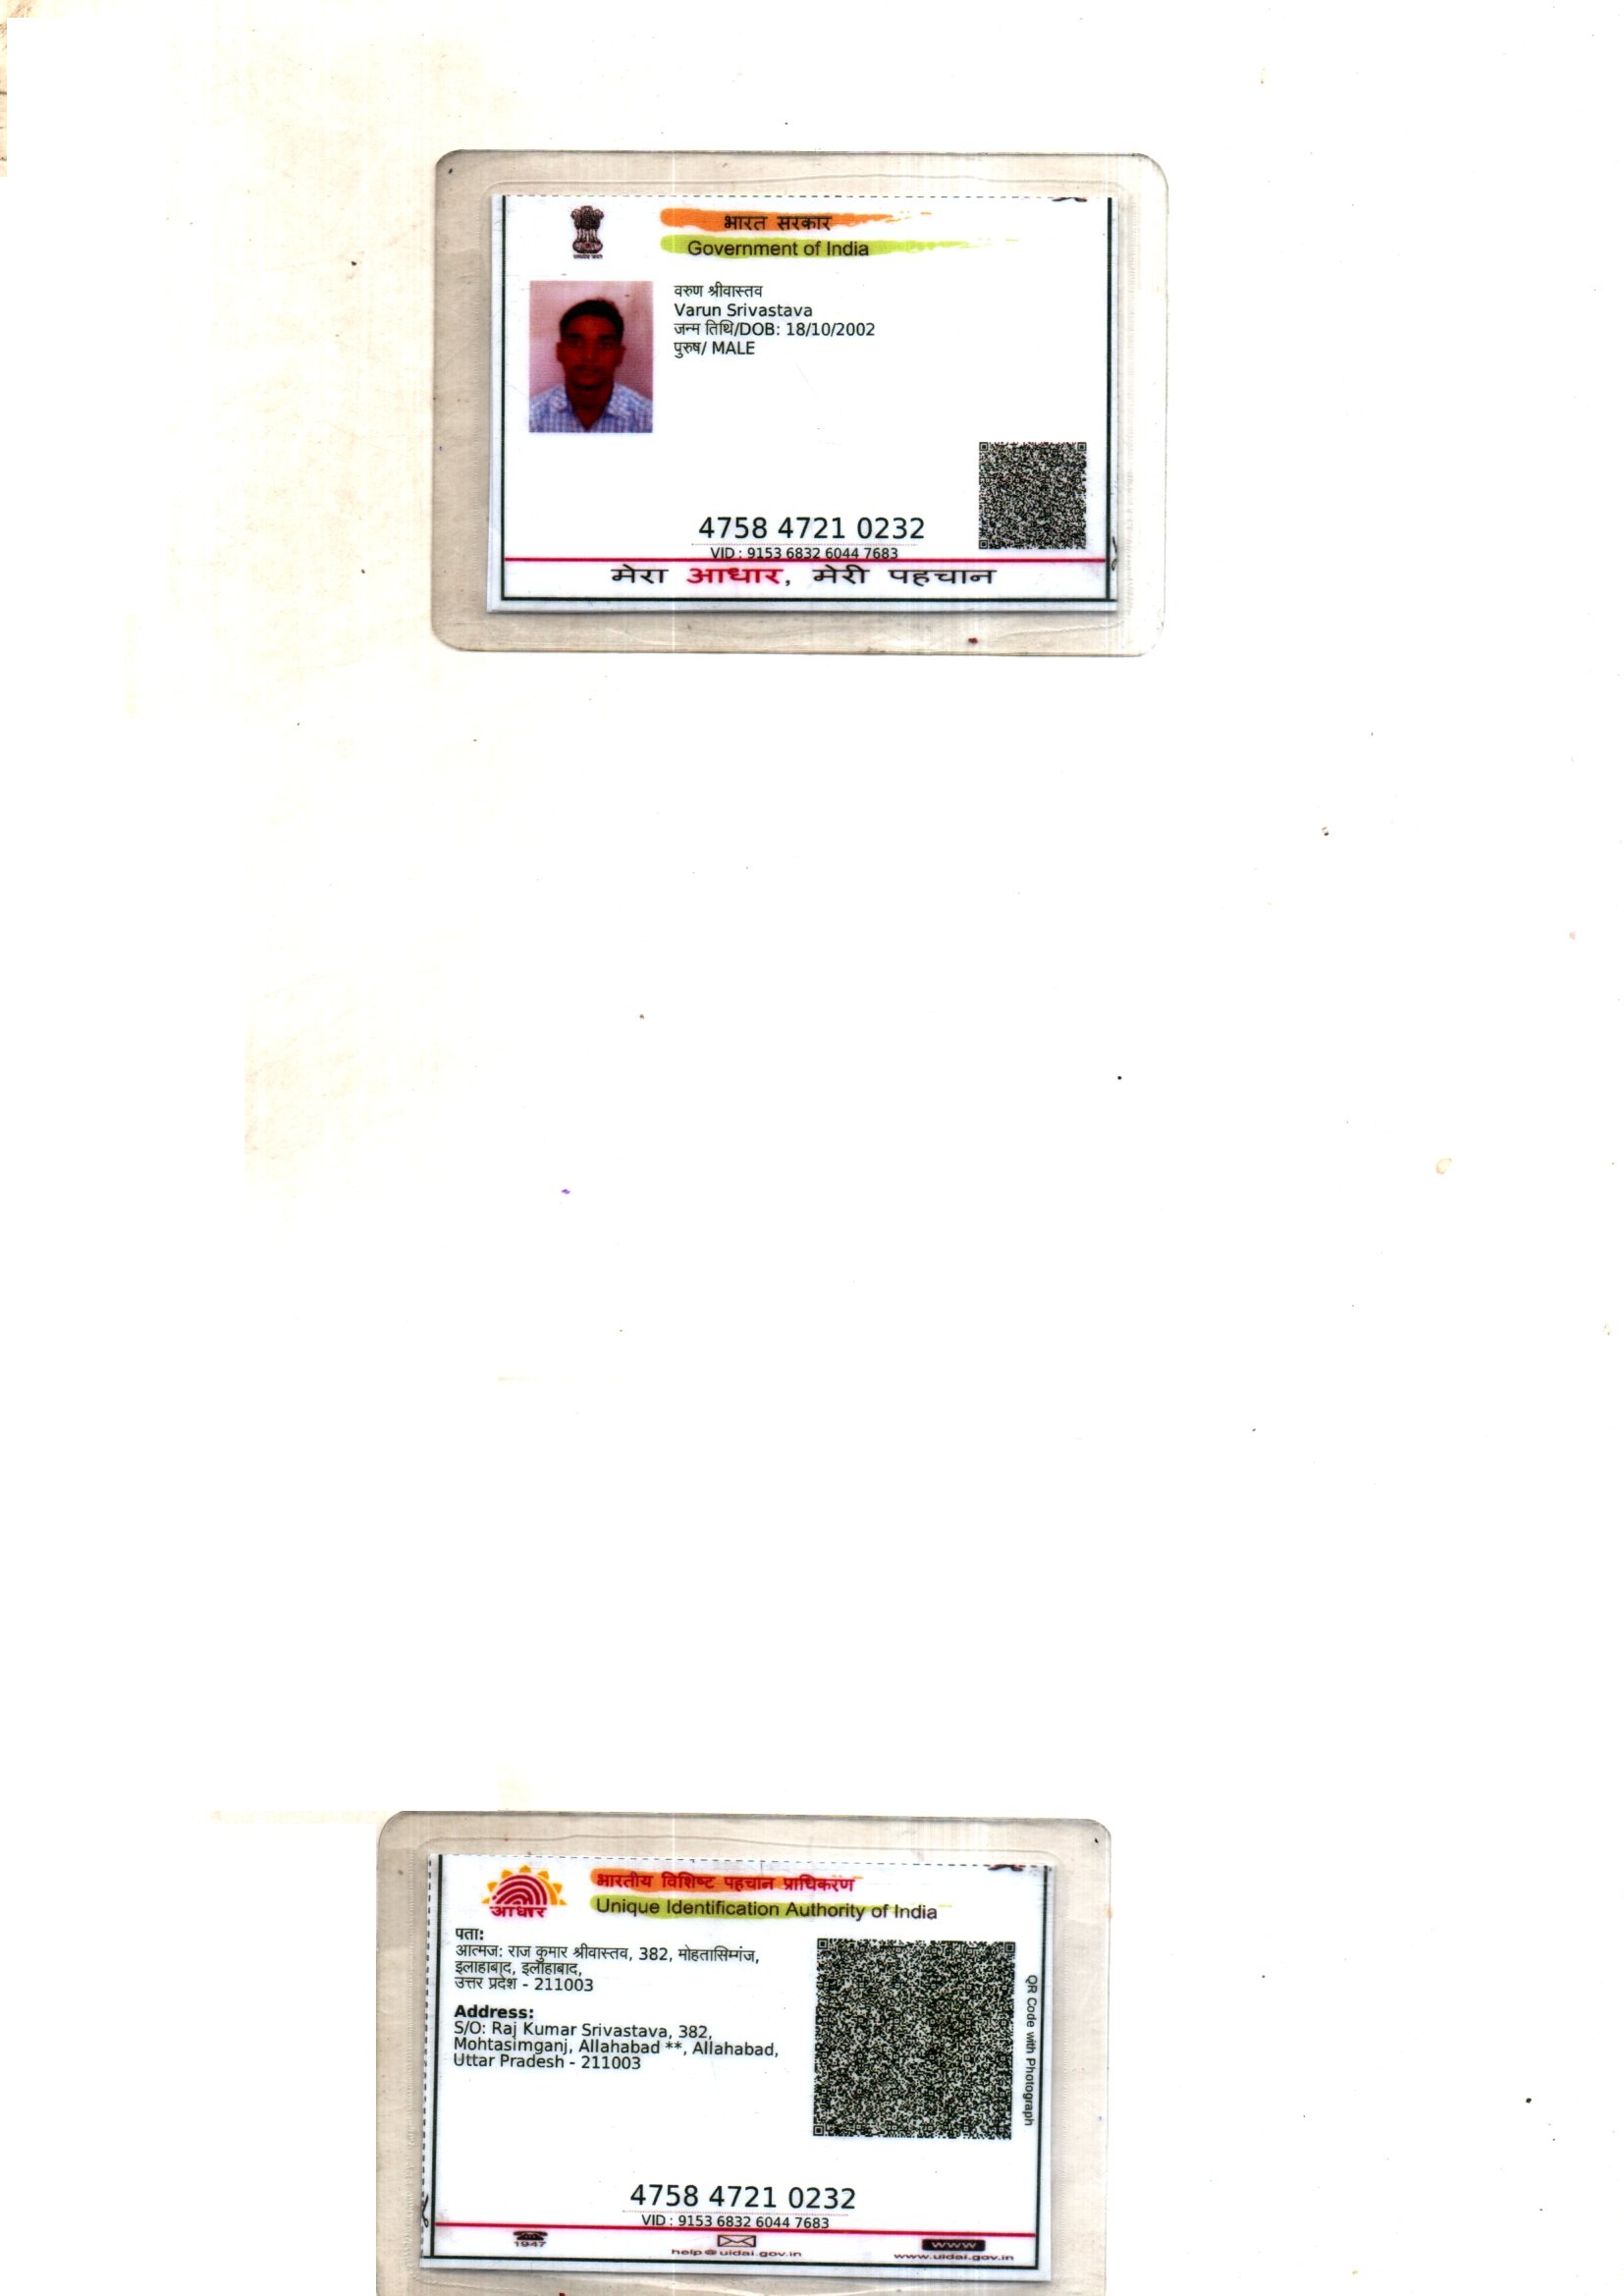 भारत सरकार
Government of India
वरुण श्रीवास्तव
Varun Srivastava
जन्म तिथि/DOB: 18/10/2002
पुरुष/ MALE
4758 4721 0232
VID : 9153 6832 6044 7683
मेरा आधार, मेरी पहचान
भारतीय विशिष्ट पहचान प्राधिकरण
Unique Identification Authority of India
आधार
पता:
आत्मज: राज कुमार श्रीवास्तव, 382, मोहतासिमगंज,
इलाहाबाद, इलाहाबाद,
उत्तर प्रदेश - 211003
Address:
S/O: Raj Kumar Srivastava, 382,
Mohtasimganj, Allahabad **, Allahabad,
Uttar Pradesh - 211003
QR Code with Photograph
4758 4721 0232
VID : 9153 6832 6044 7683
1947
help@uidai.gov.in
www
www.uidai.gov.in